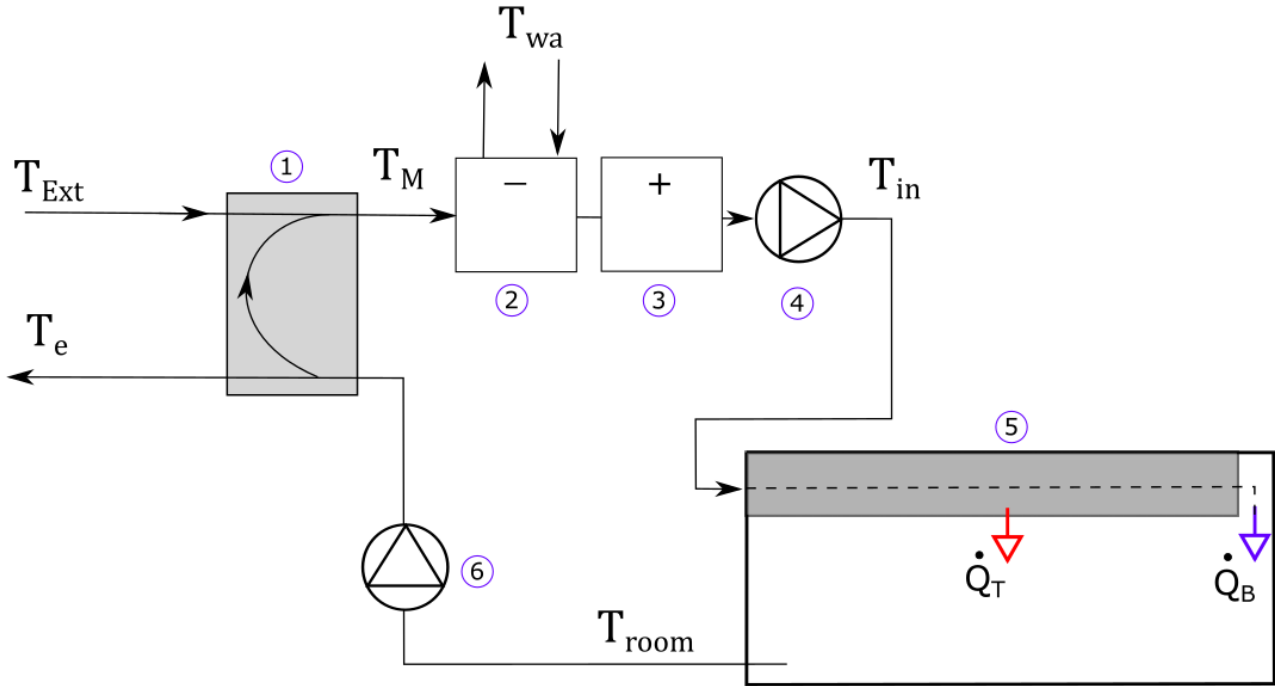 T_wa
① 
T_Ext
T_M
−
+
T_in
②
③
④
T_e
⑤
⑥
Q̇_T
Q̇_B
T_room